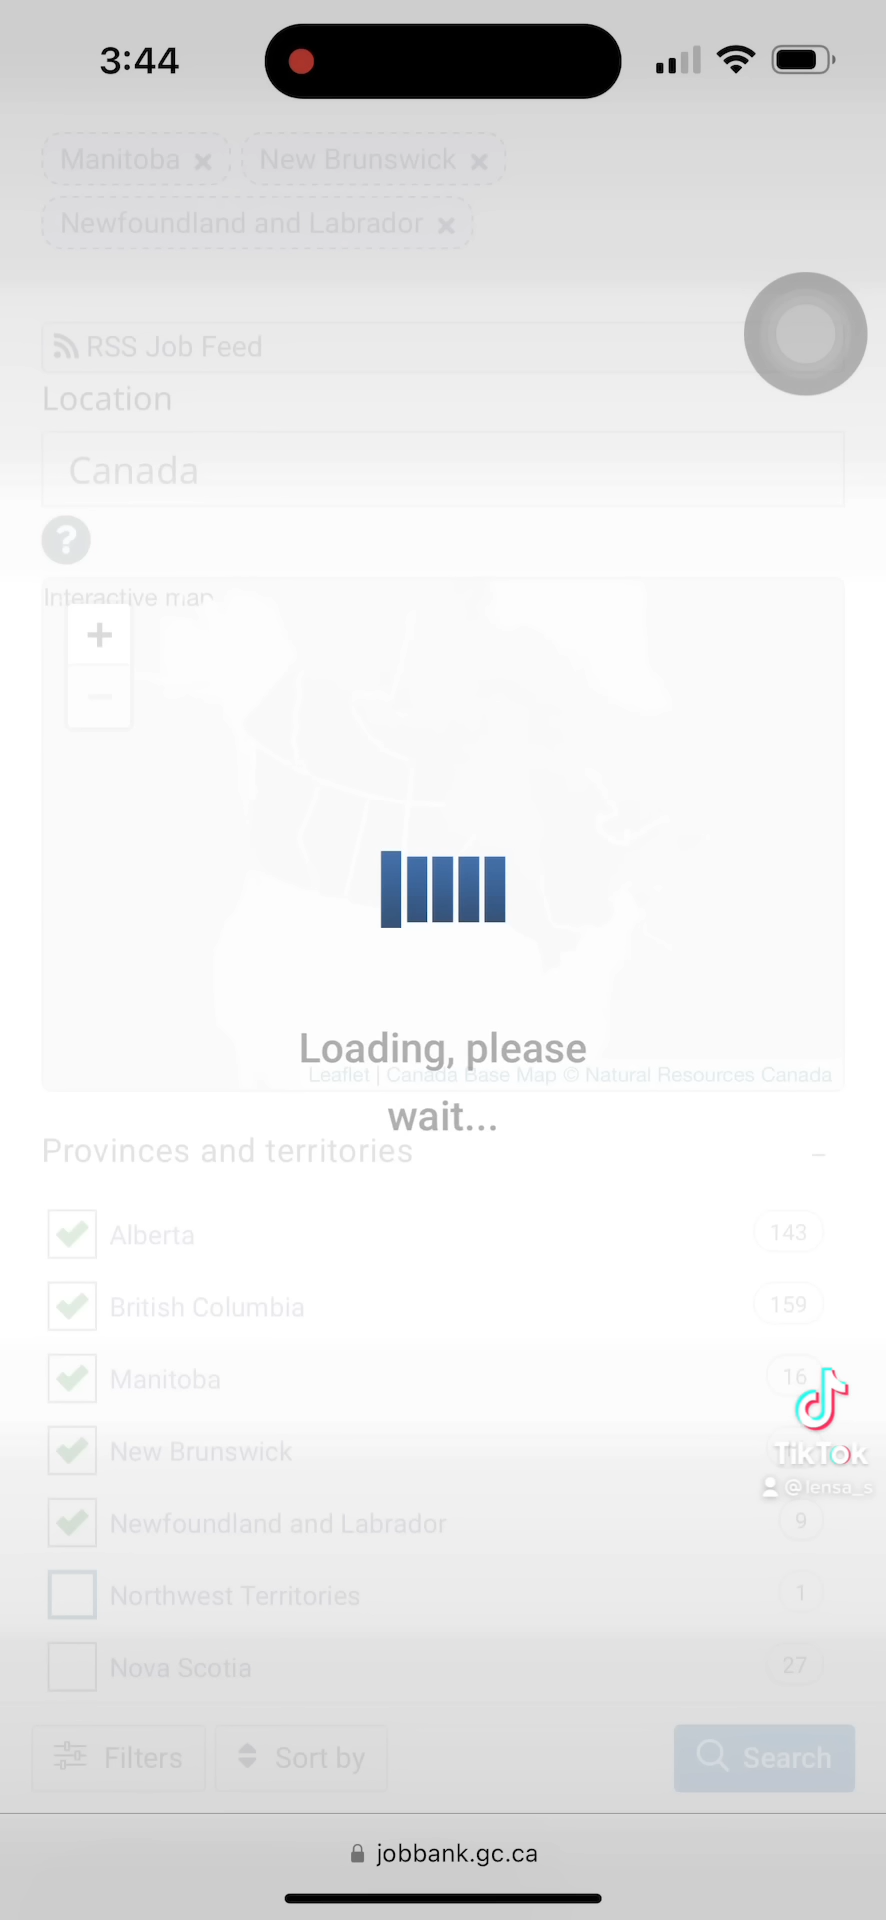 3:44
Manitoba ×
New Brunswick ×
Newfoundland and Labrador ×
RSS Job Feed
Location
Canada
?
Interactive map
+
−
Loading, please
wait...
Leaflet | Canada Base Map © Natural Resources Canada
Provinces and territories −
Alberta 143
British Columbia 159
Manitoba 16
New Brunswick
Newfoundland and Labrador 9
Northwest Territories 1
Nova Scotia 27
TikTok
@lensa_s
Filters
Sort by
Search
jobbank.gc.ca